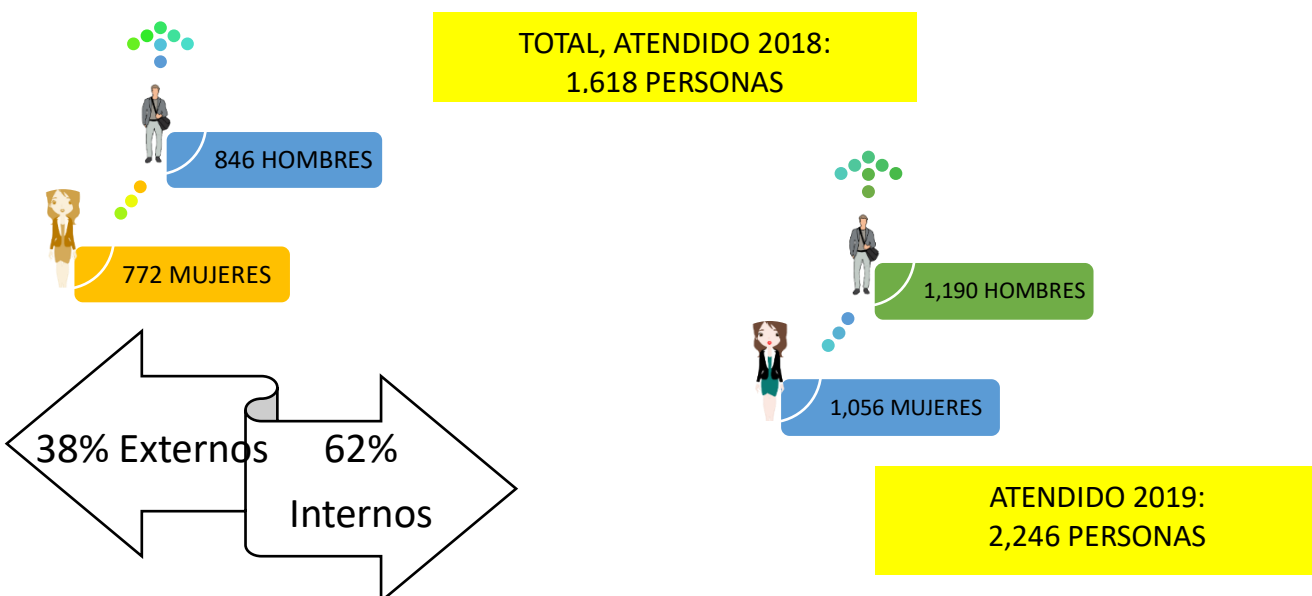 TOTAL, ATENDIDO 2018:
1.618 PERSONAS
846 HOMBRES
772 MUJERES
38% Externos
62%
Internos
1,190 HOMBRES
1,056 MUJERES
ATENDIDO 2019:
2,246 PERSONAS